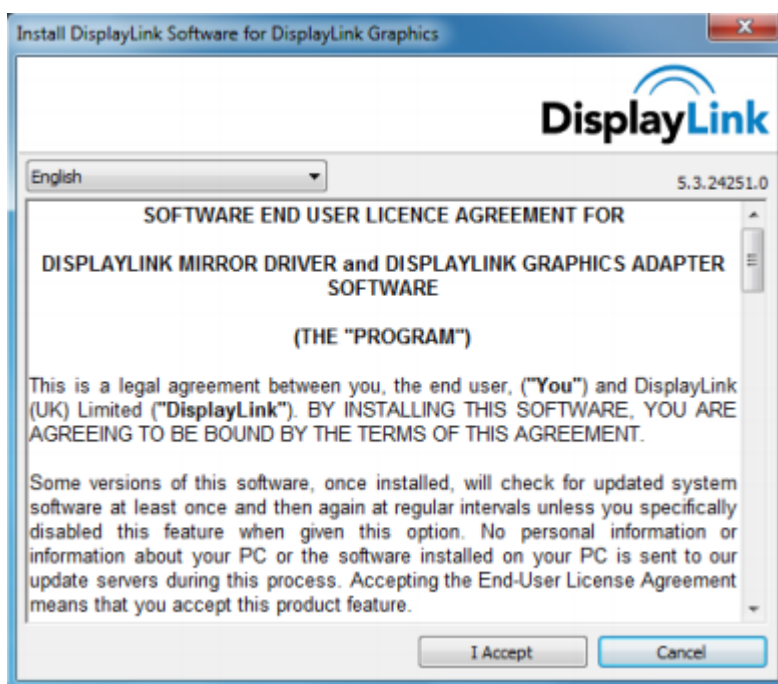 Install DisplayLink Software for DisplayLink Graphics
DisplayLink
English
5.3.24251.0
SOFTWARE END USER LICENCE AGREEMENT FOR
DISPLAYLINK MIRROR DRIVER and DISPLAYLINK GRAPHICS ADAPTER
SOFTWARE
(THE "PROGRAM")
This is a legal agreement between you, the end user, ("You") and DisplayLink
(UK) Limited ("DisplayLink"). BY INSTALLING THIS SOFTWARE, YOU ARE
AGREEING TO BE BOUND BY THE TERMS OF THIS AGREEMENT.
Some versions of this software, once installed, will check for updated system
software at least once and then again at regular intervals unless you specifically
disabled this feature when given this option. No personal information or
information about your PC or the software installed on your PC is sent to our
update servers during this process. Accepting the End-User License Agreement
means that you accept this product feature.
I Accept
Cancel